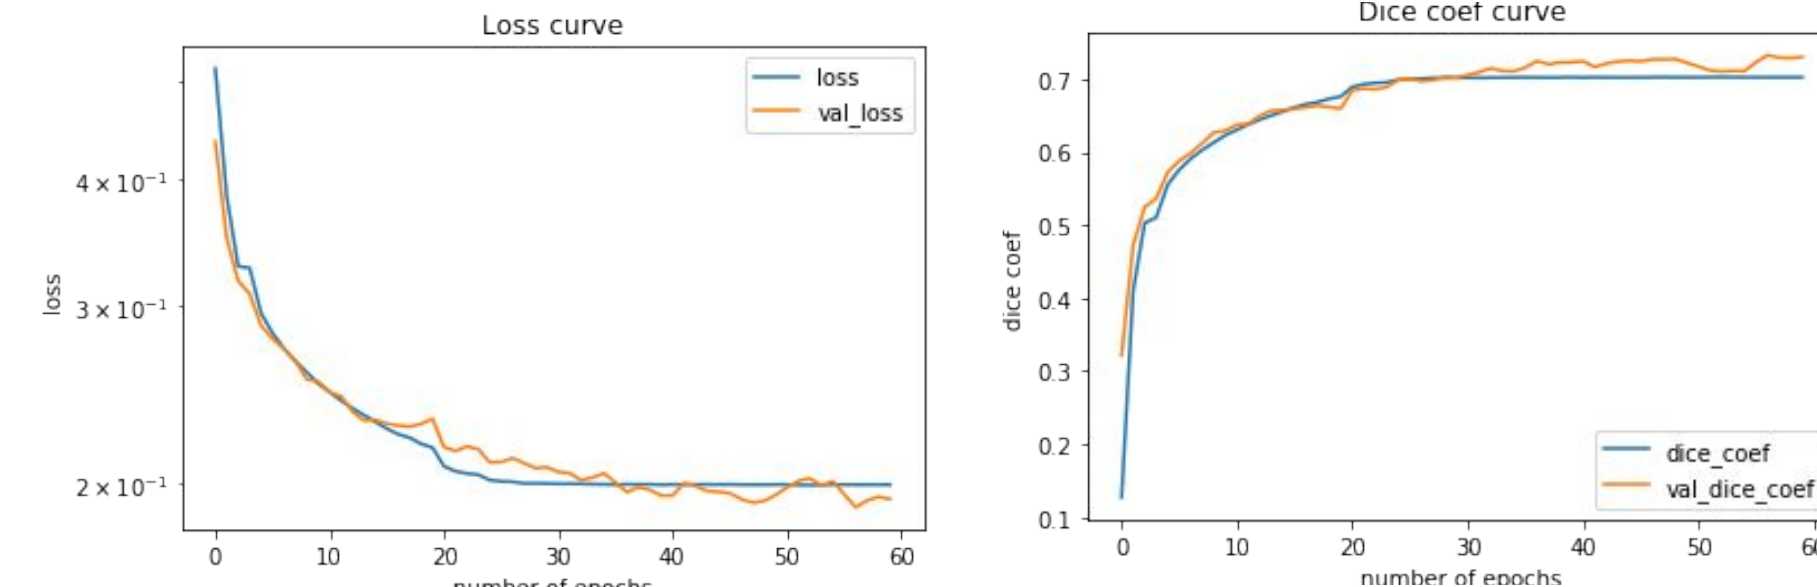 Loss curve
loss
val_loss
4 × 10⁻¹
3 × 10⁻¹
2 × 10⁻¹
loss
0 10 20 30 40 50 60
number of epochs
Dice coef curve
0.7
0.6
0.5
0.4
0.3
0.2
0.1
dice coef
dice_coef
val_dice_coef
0 10 20 30 40 50
number of epochs